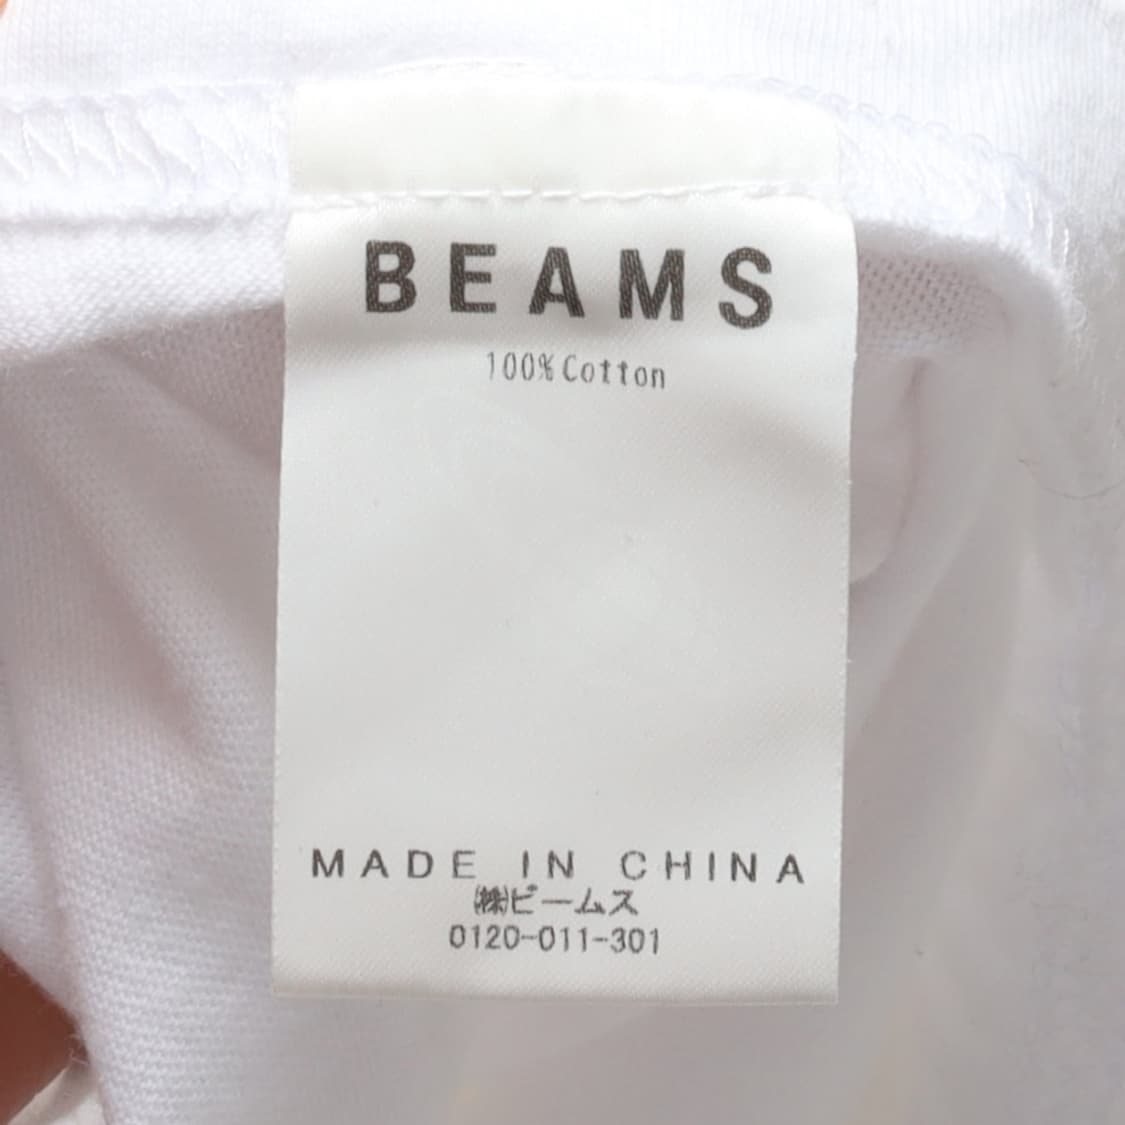 BEAMS
100% Cotton
MADE IN CHINA
㈱ビームス
0120-011-301